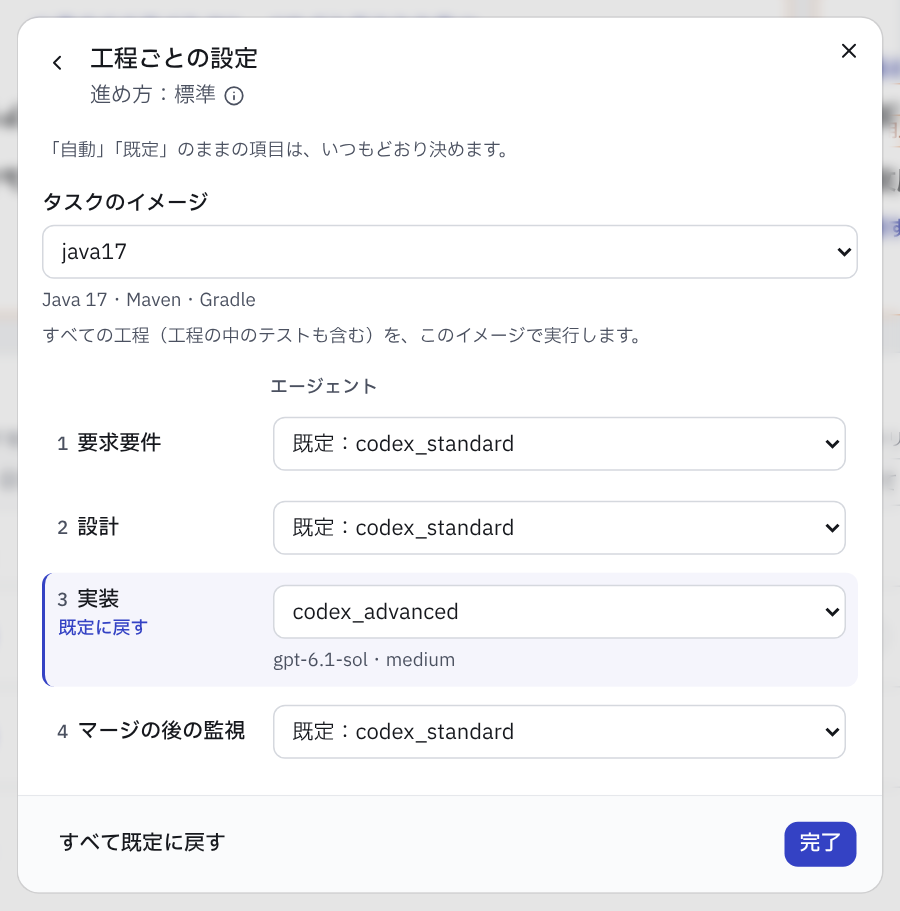 工程ごとの設定
進め方：標準
「自動」「既定」のままの項目は、いつもどおり決めます。
タスクのイメージ
java17
Java 17・Maven・Gradle
すべての工程（工程の中のテストも含む）を、このイメージで実行します。
エージェント
1 要求要件
既定：codex_standard
2 設計
既定：codex_standard
3 実装
既定に戻す
codex_advanced
gpt-6.1-sol・medium
4 マージの後の監視
既定：codex_standard
すべて既定に戻す
完了